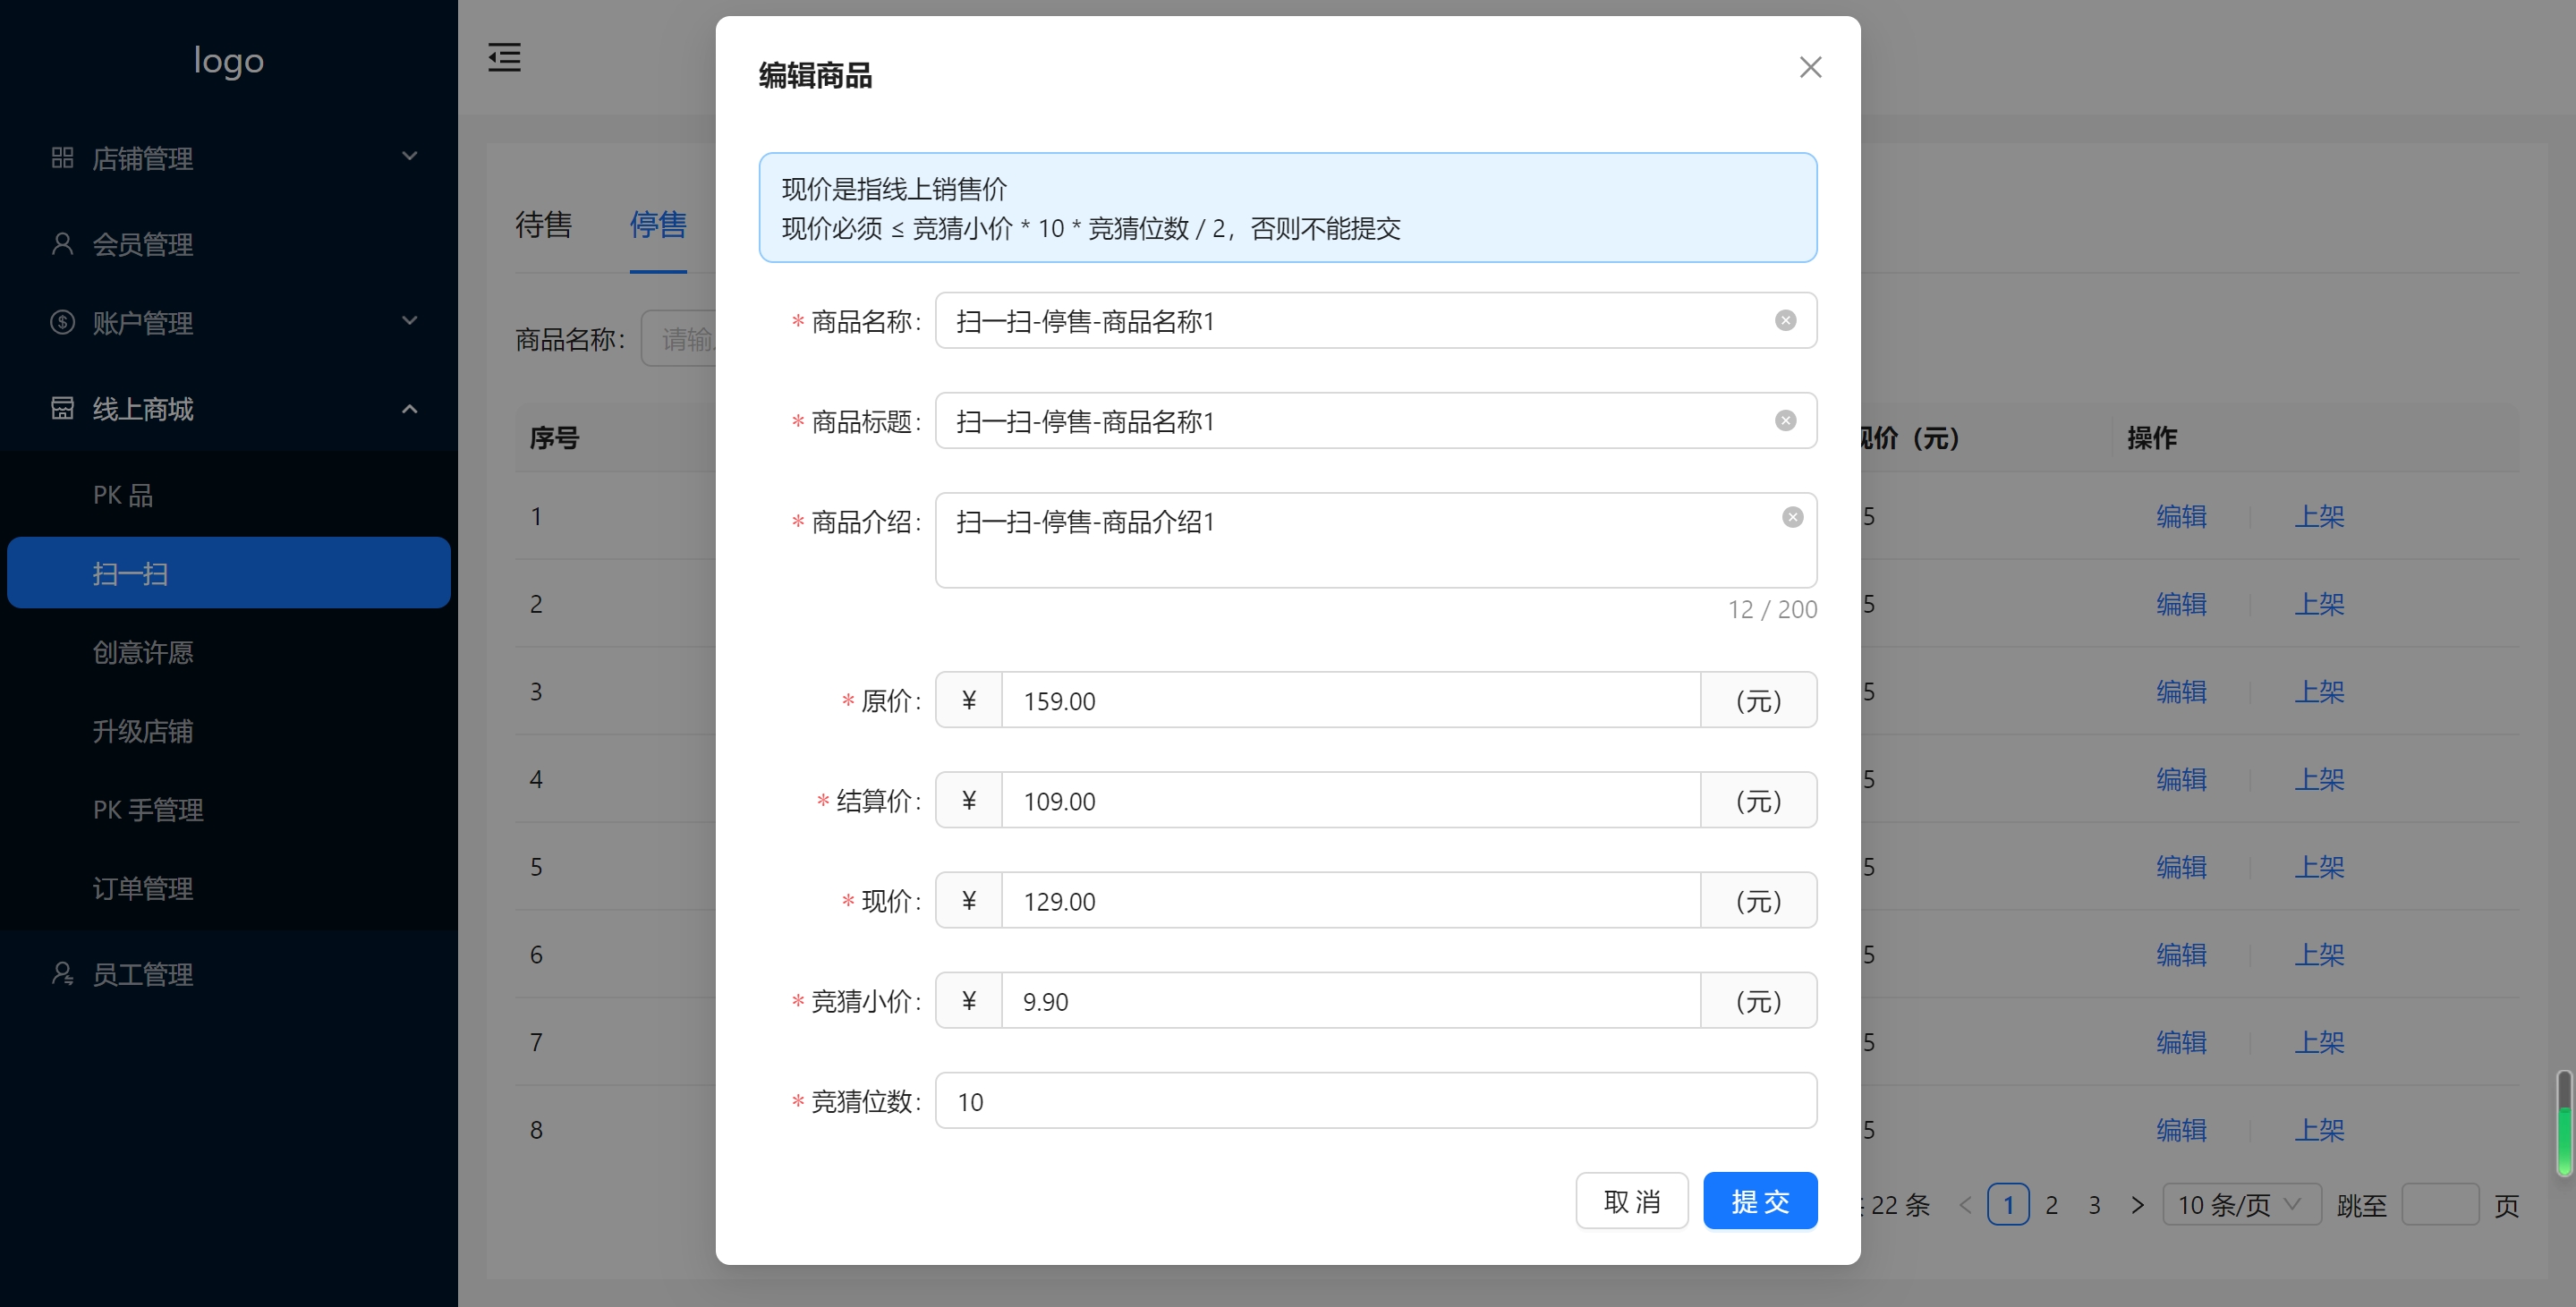 logo
店铺管理
会员管理
账户管理
线上商城
PK 品
扫一扫
创意许愿
升级店铺
PK 手管理
订单管理
员工管理
待售
停售
商品名称：
请输
序号
1
2
3
4
5
6
7
8
编辑商品
现价是指线上销售价
现价必须 ≤ 竞猜小价 * 10 * 竞猜位数 / 2，否则不能提交
* 商品名称： 扫一扫-停售-商品名称1
* 商品标题： 扫一扫-停售-商品名称1
* 商品介绍： 扫一扫-停售-商品介绍1
12 / 200
* 原价： ¥ 159.00 （元）
* 结算价： ¥ 109.00 （元）
* 现价： ¥ 129.00 （元）
* 竞猜小价： ¥ 9.90 （元）
* 竞猜位数： 10
取 消 提 交
现价（元） 操作
5 编辑 上架
5 编辑 上架
5 编辑 上架
5 编辑 上架
5 编辑 上架
5 编辑 上架
5 编辑 上架
5 编辑 上架
22 条 < 1 2 3 > 10 条/页 跳至 页